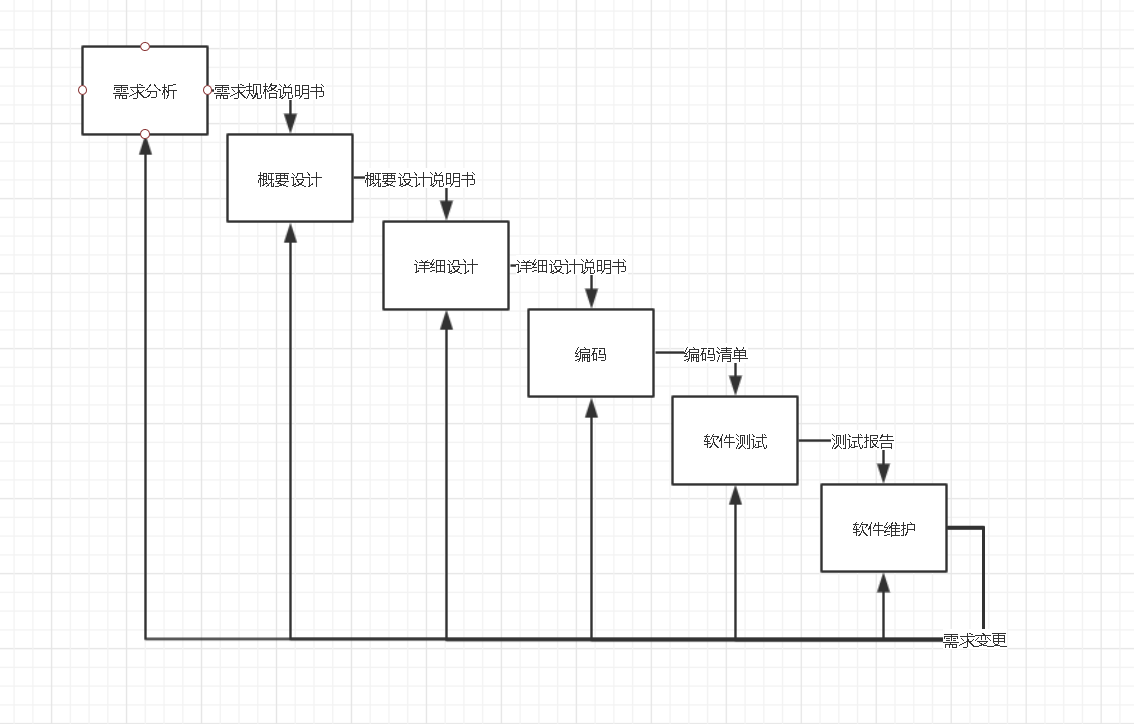 需求分析
需求规格说明书
概要设计
概要设计说明书
详细设计
详细设计说明书
编码
编码清单
软件测试
测试报告
软件维护
需求变更